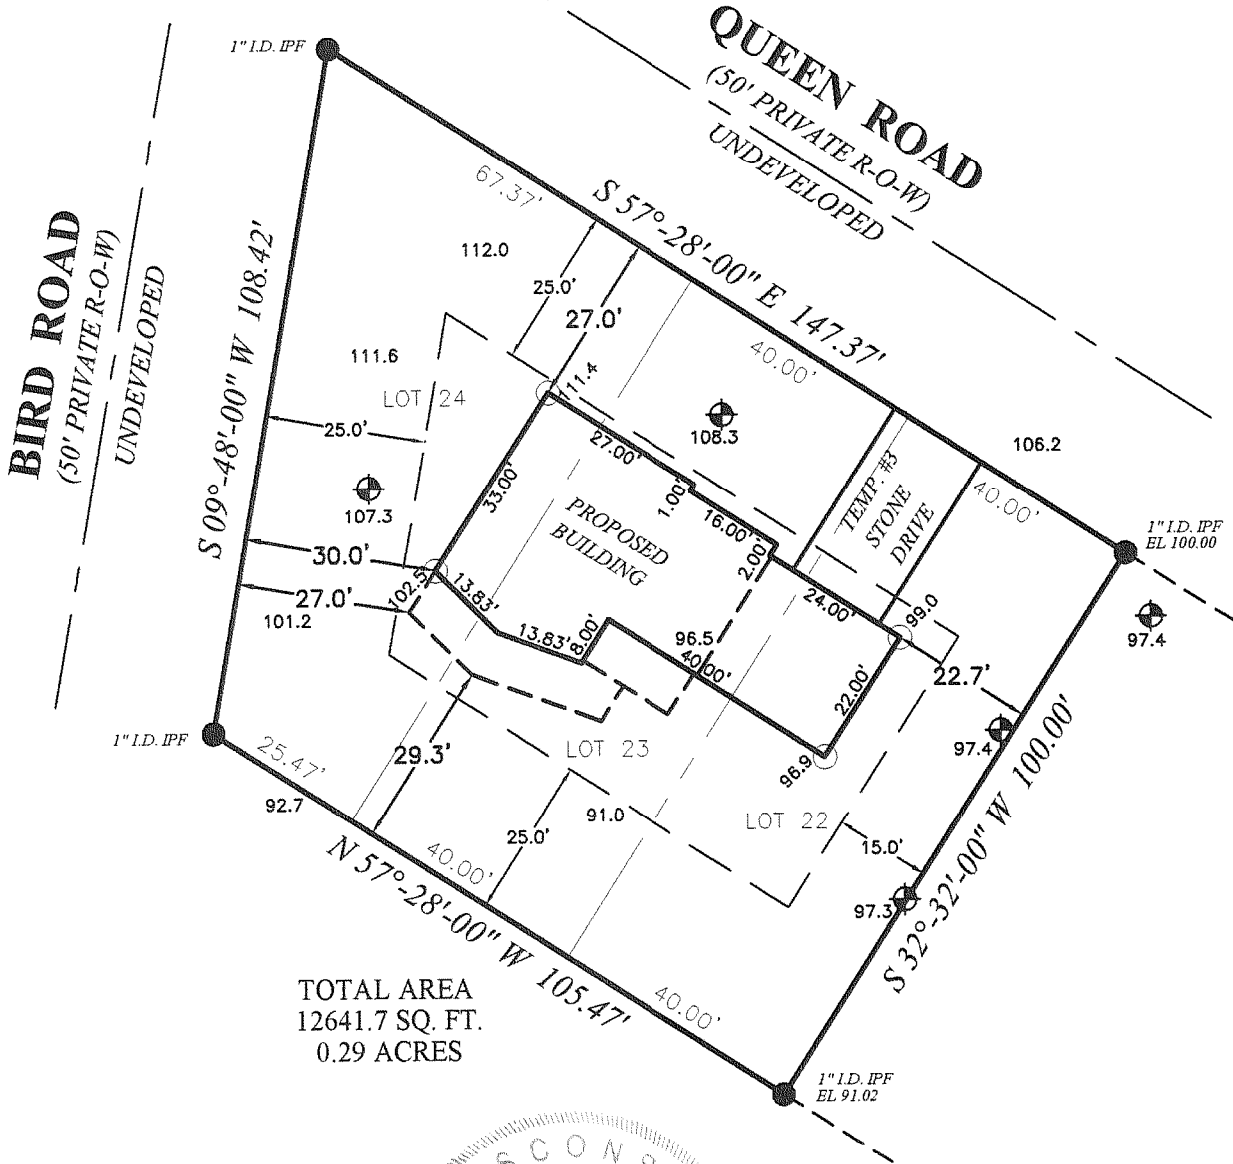 QUEEN ROAD
(50' PRIVATE R-O-W)
UNDEVELOPED
1" I.D. IPF
67.37'
S 57°-28'-00" E 147.37'
112.0
25.0'
27.0'
40.00'
BIRD ROAD
(50' PRIVATE R-O-W)
UNDEVELOPED
S 09°-48'-00" W 108.42'
111.6
LOT 24
111.4
108.3
106.2
25.0'
27.00'
TEMP. #3
STONE
DRIVE
40.00'
33.00'
1.00'
16.00'
107.3
PROPOSED
BUILDING
1" I.D. IPF
EL 100.00
30.0'
2.00'
102.5
27.0'
13.83'
24.00'
99.0
101.2
13.83'
8.00'
96.5
40.00'
97.4
22.7'
22.00'
1" I.D. IPF
25.47'
29.3'
LOT 23
96.9
97.4
92.7
91.0
25.0'
LOT 22
15.0'
40.00'
97.3
S 32°-32'-00" W 100.00'
N 57°-28'-00" W 105.47'
40.00'
TOTAL AREA
12641.7 SQ. FT.
0.29 ACRES
1" I.D. IPF
EL 91.02
SCONS